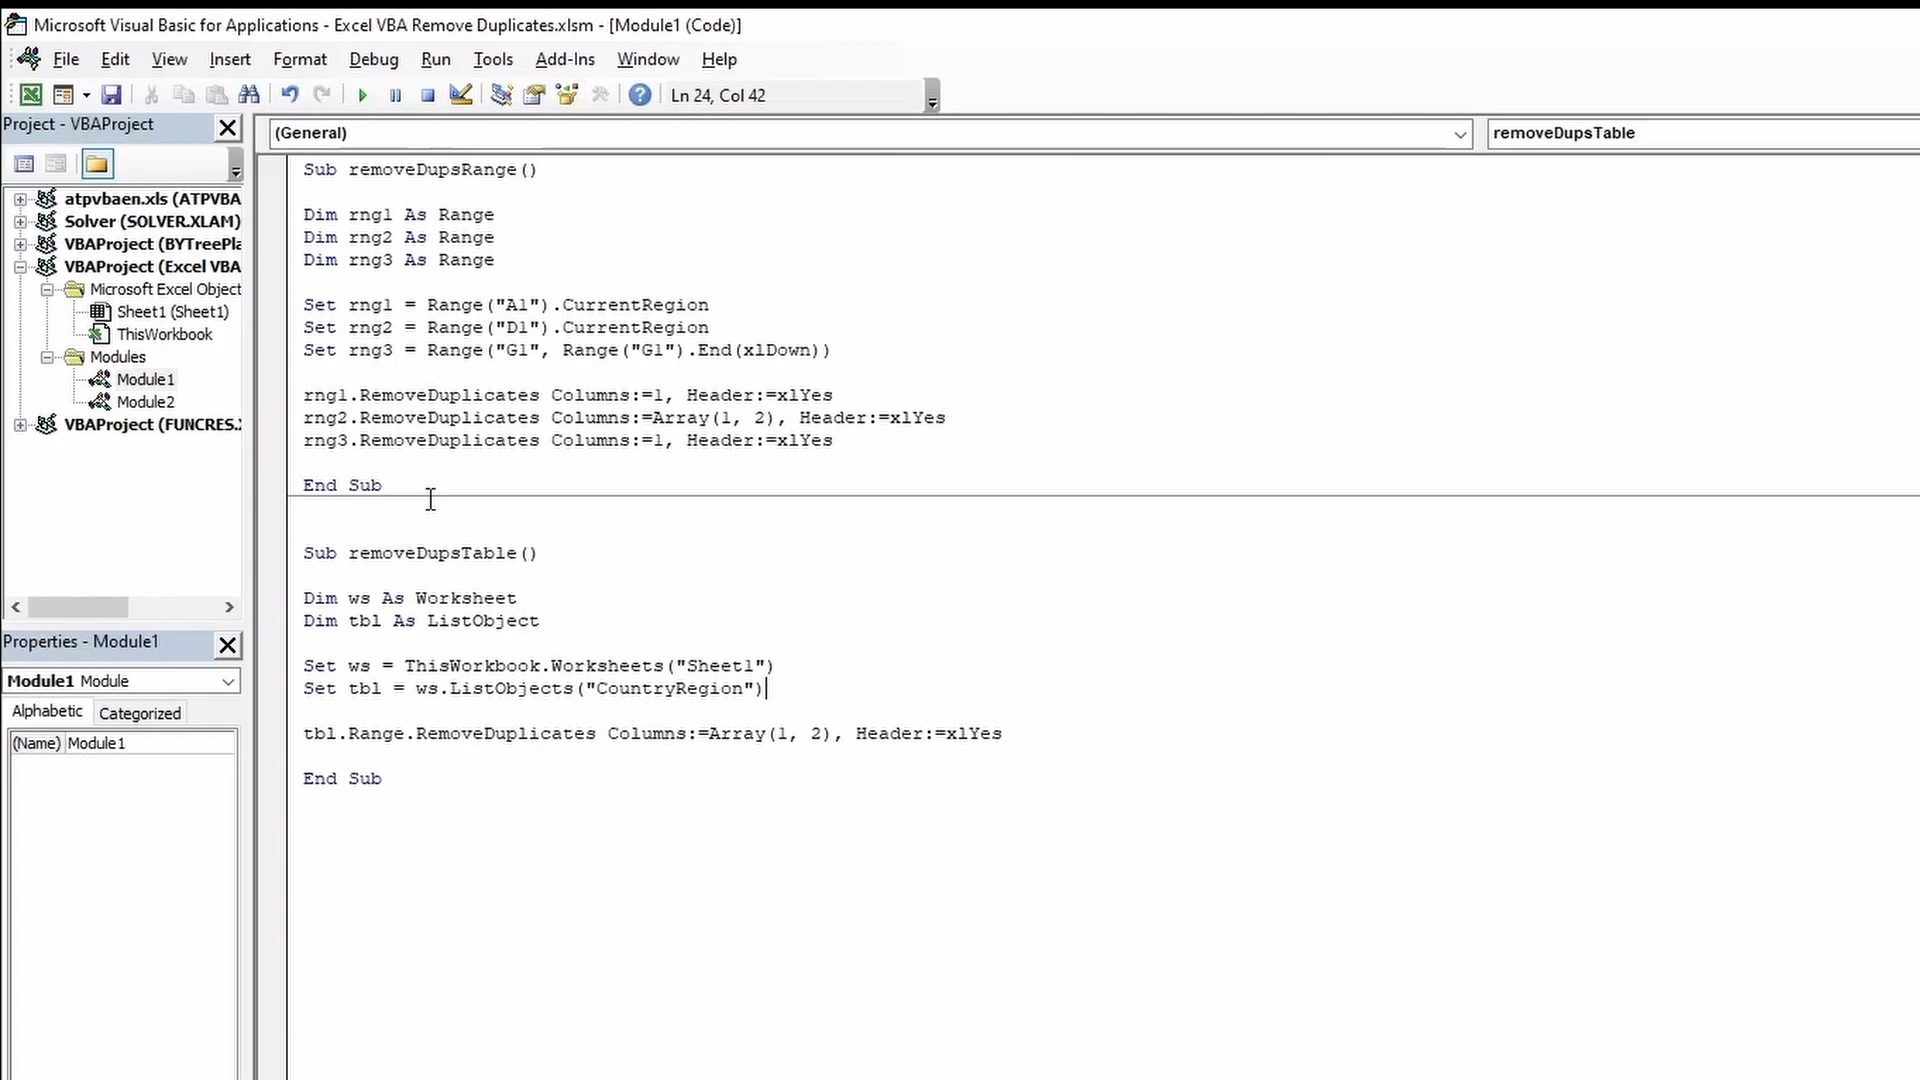 Microsoft Visual Basic for Applications - Excel VBA Remove Duplicates.xlsm - [Module1 (Code)]
File Edit View Insert Format Debug Run Tools Add-Ins Window Help
Ln 24, Col 42
Project - VBAProject
(General)
removeDupsTable
atpvbaen.xls (ATPVBA
Solver (SOLVER.XLAM)
VBAProject (BYTreePla
VBAProject (Excel VBA
Microsoft Excel Object
Sheet1 (Sheet1)
ThisWorkbook
Modules
Module1
Module2
VBAProject (FUNCRES.
Properties - Module1
Module1 Module
Alphabetic Categorized
(Name) Module1
Sub removeDupsRange()
Dim rng1 As Range
Dim rng2 As Range
Dim rng3 As Range
Set rng1 = Range("A1").CurrentRegion
Set rng2 = Range("D1").CurrentRegion
Set rng3 = Range("G1", Range("G1").End(xlDown))
rng1.RemoveDuplicates Columns:=1, Header:=xlYes
rng2.RemoveDuplicates Columns:=Array(1, 2), Header:=xlYes
rng3.RemoveDuplicates Columns:=1, Header:=xlYes
End Sub
Sub removeDupsTable()
Dim ws As Worksheet
Dim tbl As ListObject
Set ws = ThisWorkbook.Worksheets("Sheet1")
Set tbl = ws.ListObjects("CountryRegion")
tbl.Range.RemoveDuplicates Columns:=Array(1, 2), Header:=xlYes
End Sub